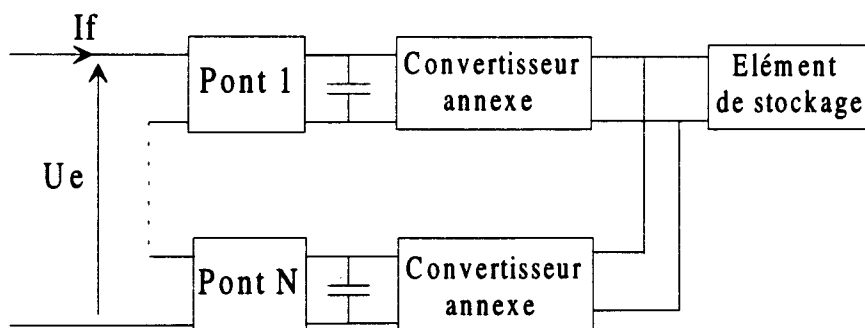 If
Pont 1
Convertisseur
annexe
Elément
de stockage
Ue
Pont N
Convertisseur
annexe